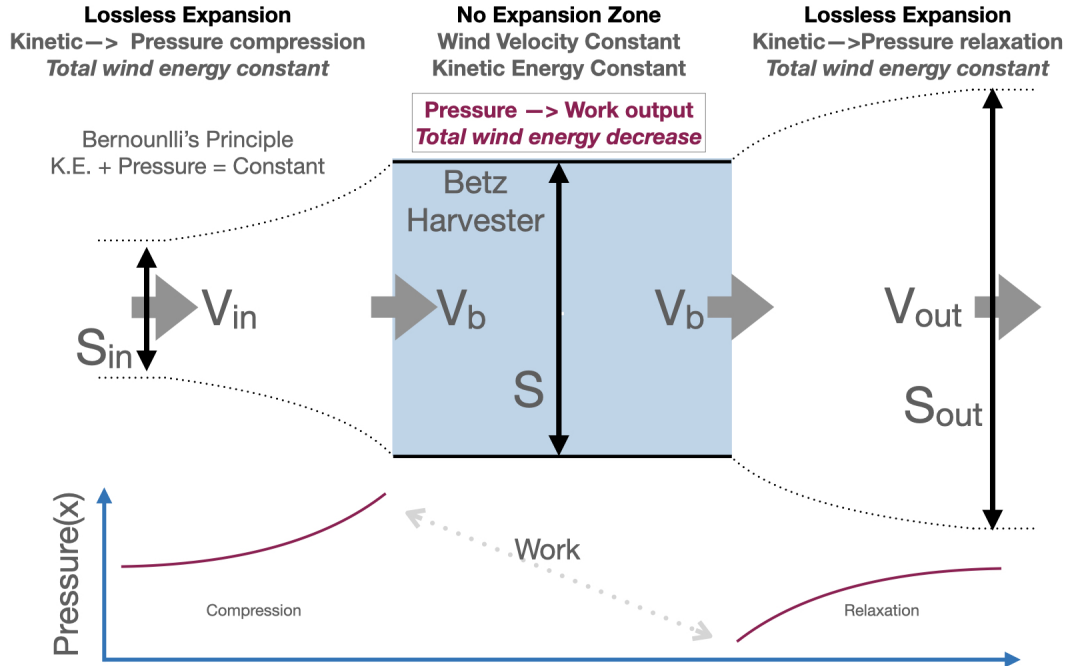 Lossless Expansion
Kinetic—> Pressure compression
Total wind energy constant
No Expansion Zone
Wind Velocity Constant
Kinetic Energy Constant
Lossless Expansion
Kinetic—>Pressure relaxation
Total wind energy constant
Pressure —> Work output
Total wind energy decrease
Bernounlli's Principle
K.E. + Pressure = Constant
Betz
Harvester
Vin
Vb
Vb
Vout
Sin
S
Sout
Pressure(x)
Work
Compression
Relaxation